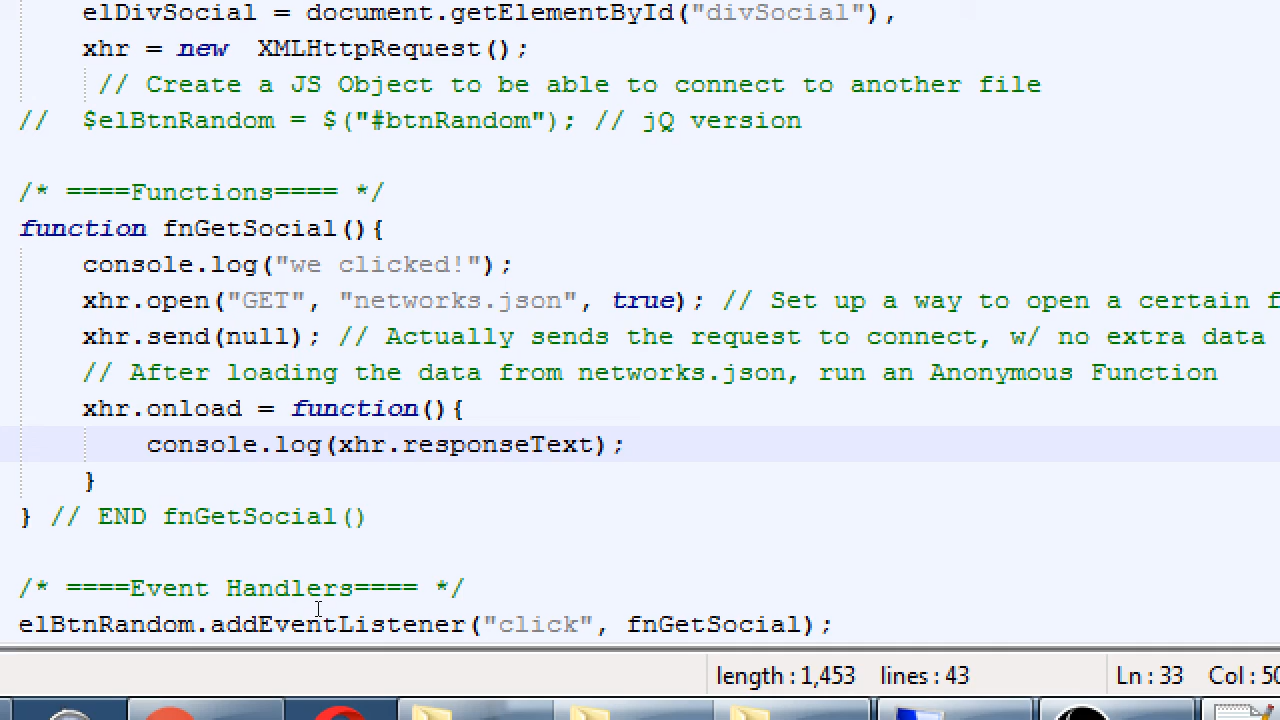 elDivSocial = document.getElementById("divSocial"),
xhr = new  XMLHttpRequest();
// Create a JS Object to be able to connect to another file
//  $elBtnRandom = $("#btnRandom"); // jQ version
/* ====Functions==== */
function fnGetSocial(){
console.log("we clicked!");
xhr.open("GET", "networks.json", true); // Set up a way to open a certain f
xhr.send(null); // Actually sends the request to connect, w/ no extra data
// After loading the data from networks.json, run an Anonymous Function
xhr.onload = function(){
console.log(xhr.responseText);
}
} // END fnGetSocial()
/* ====Event Handlers==== */
elBtnRandom.addEventListener("click", fnGetSocial);
length : 1,453    lines : 43    Ln : 33    Col : 50